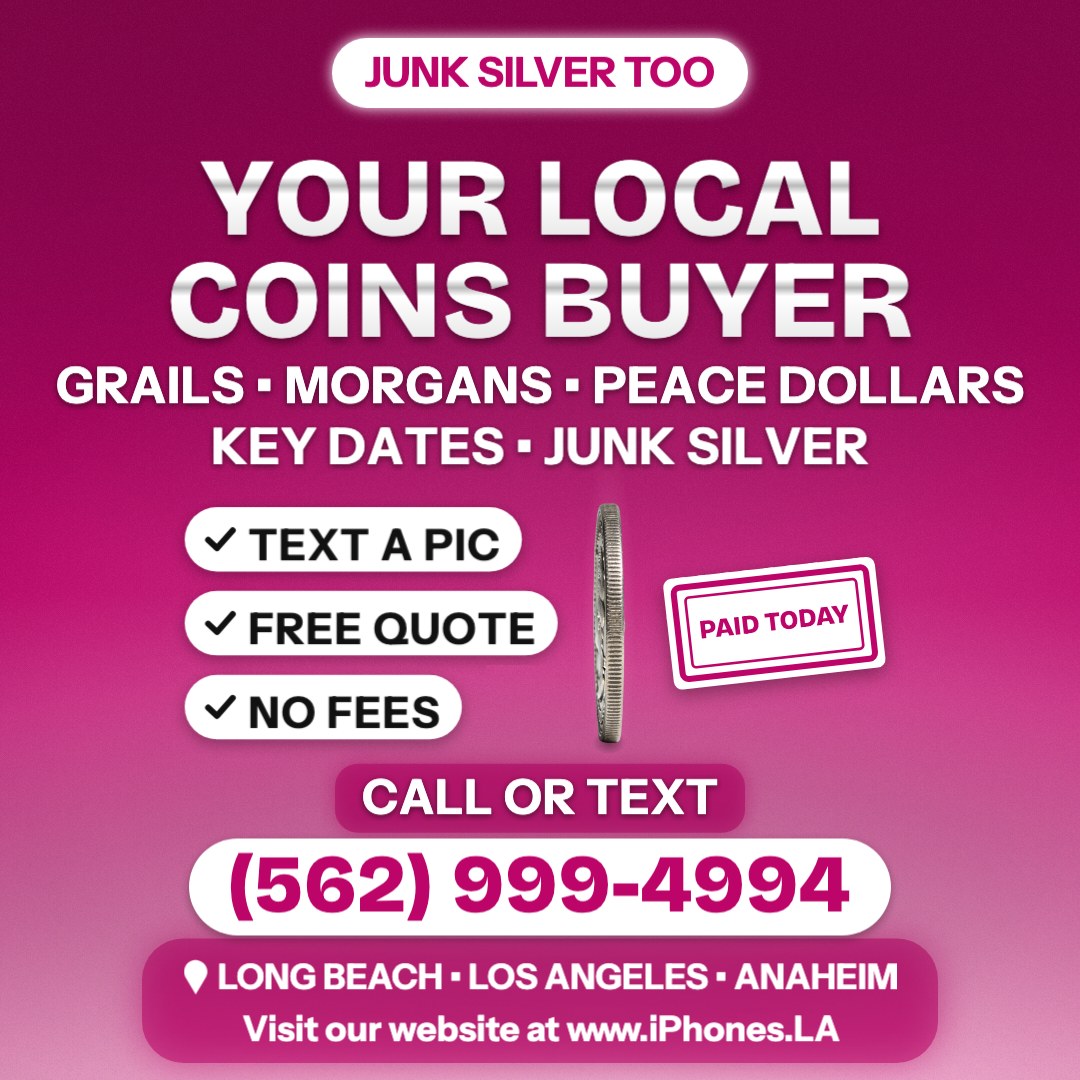 JUNK SILVER TOO
YOUR LOCAL
COINS BUYER
GRAILS ▪ MORGANS ▪ PEACE DOLLARS
KEY DATES ▪ JUNK SILVER
✓ TEXT A PIC
✓ FREE QUOTE
✓ NO FEES
PAID TODAY
CALL OR TEXT
(562) 999-4994
LONG BEACH ▪ LOS ANGELES ▪ ANAHEIM
Visit our website at www.iPhones.LA